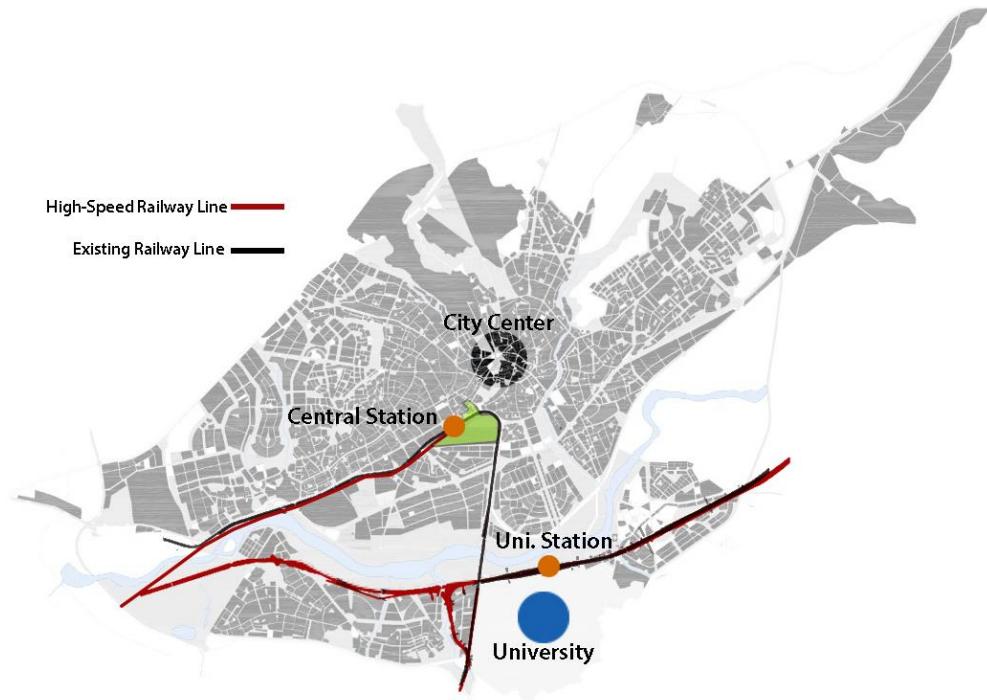 High-Speed Railway Line
Existing Railway Line
City Center
Central Station
Uni. Station
University